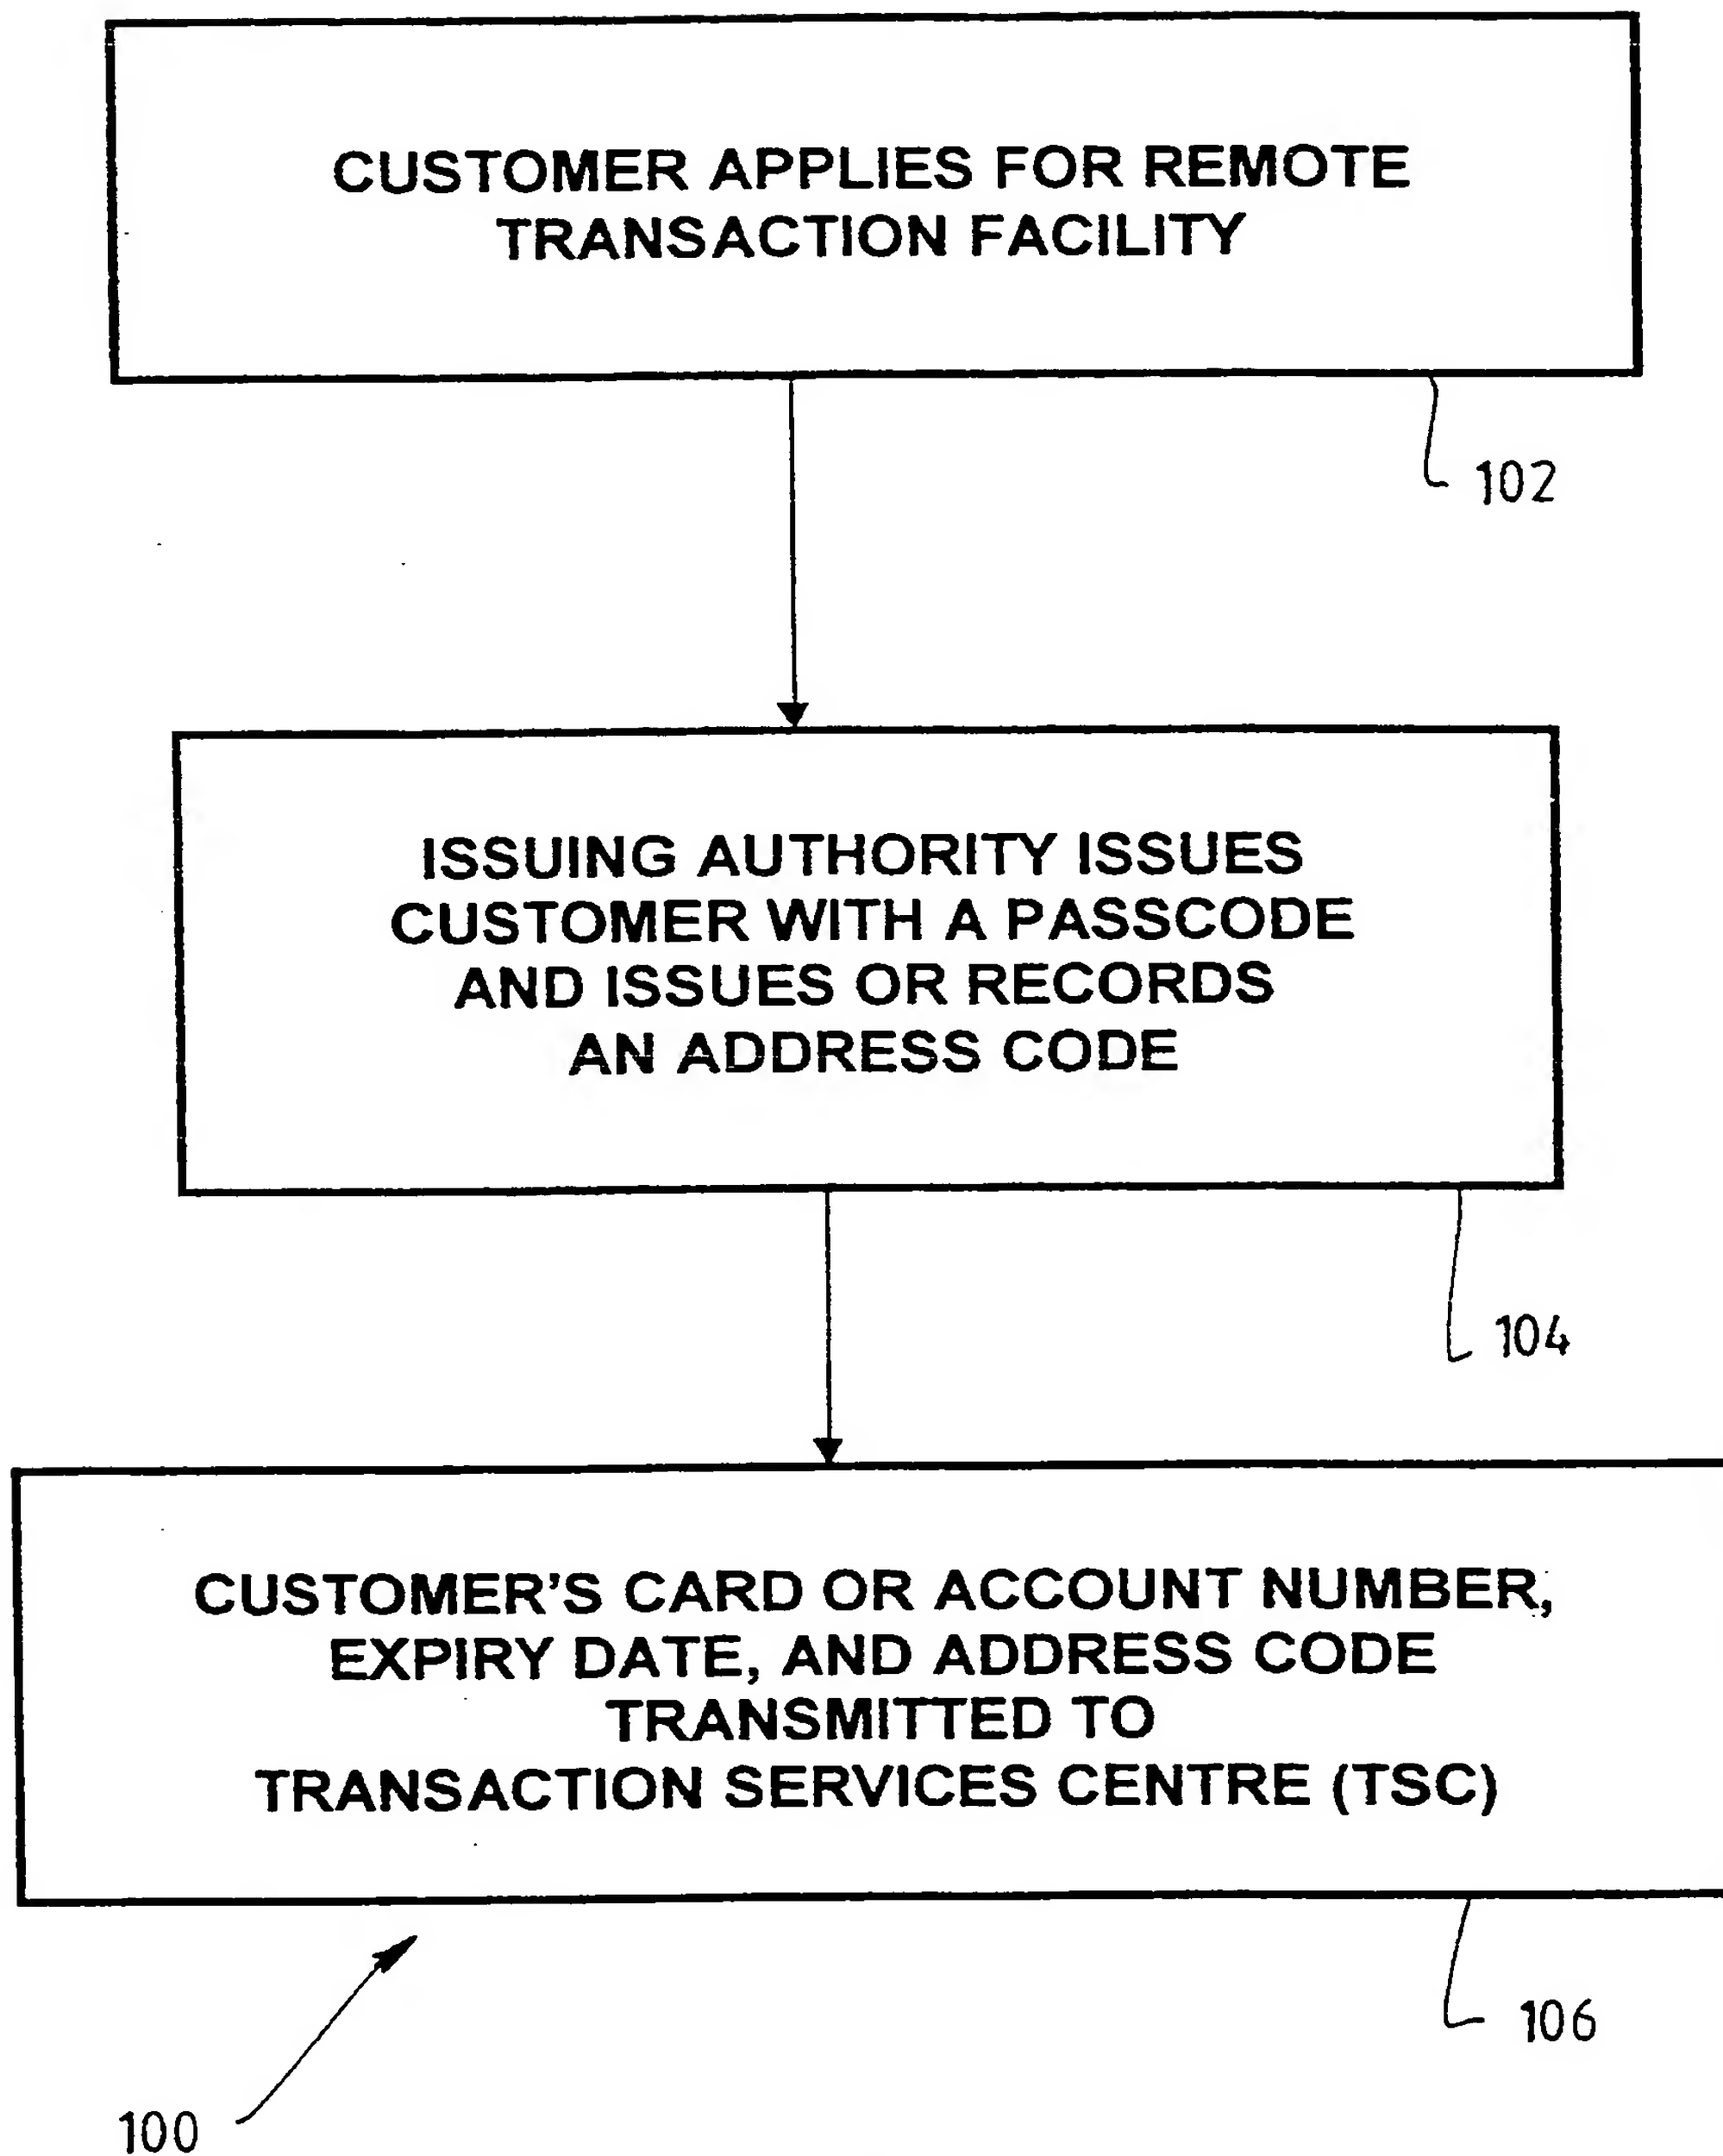 CUSTOMER APPLIES FOR REMOTE
TRANSACTION FACILITY
102
ISSUING AUTHORITY ISSUES
CUSTOMER WITH A PASSCODE
AND ISSUES OR RECORDS
AN ADDRESS CODE
104
CUSTOMER'S CARD OR ACCOUNT NUMBER,
EXPIRY DATE, AND ADDRESS CODE
TRANSMITTED TO
TRANSACTION SERVICES CENTRE (TSC)
106
100